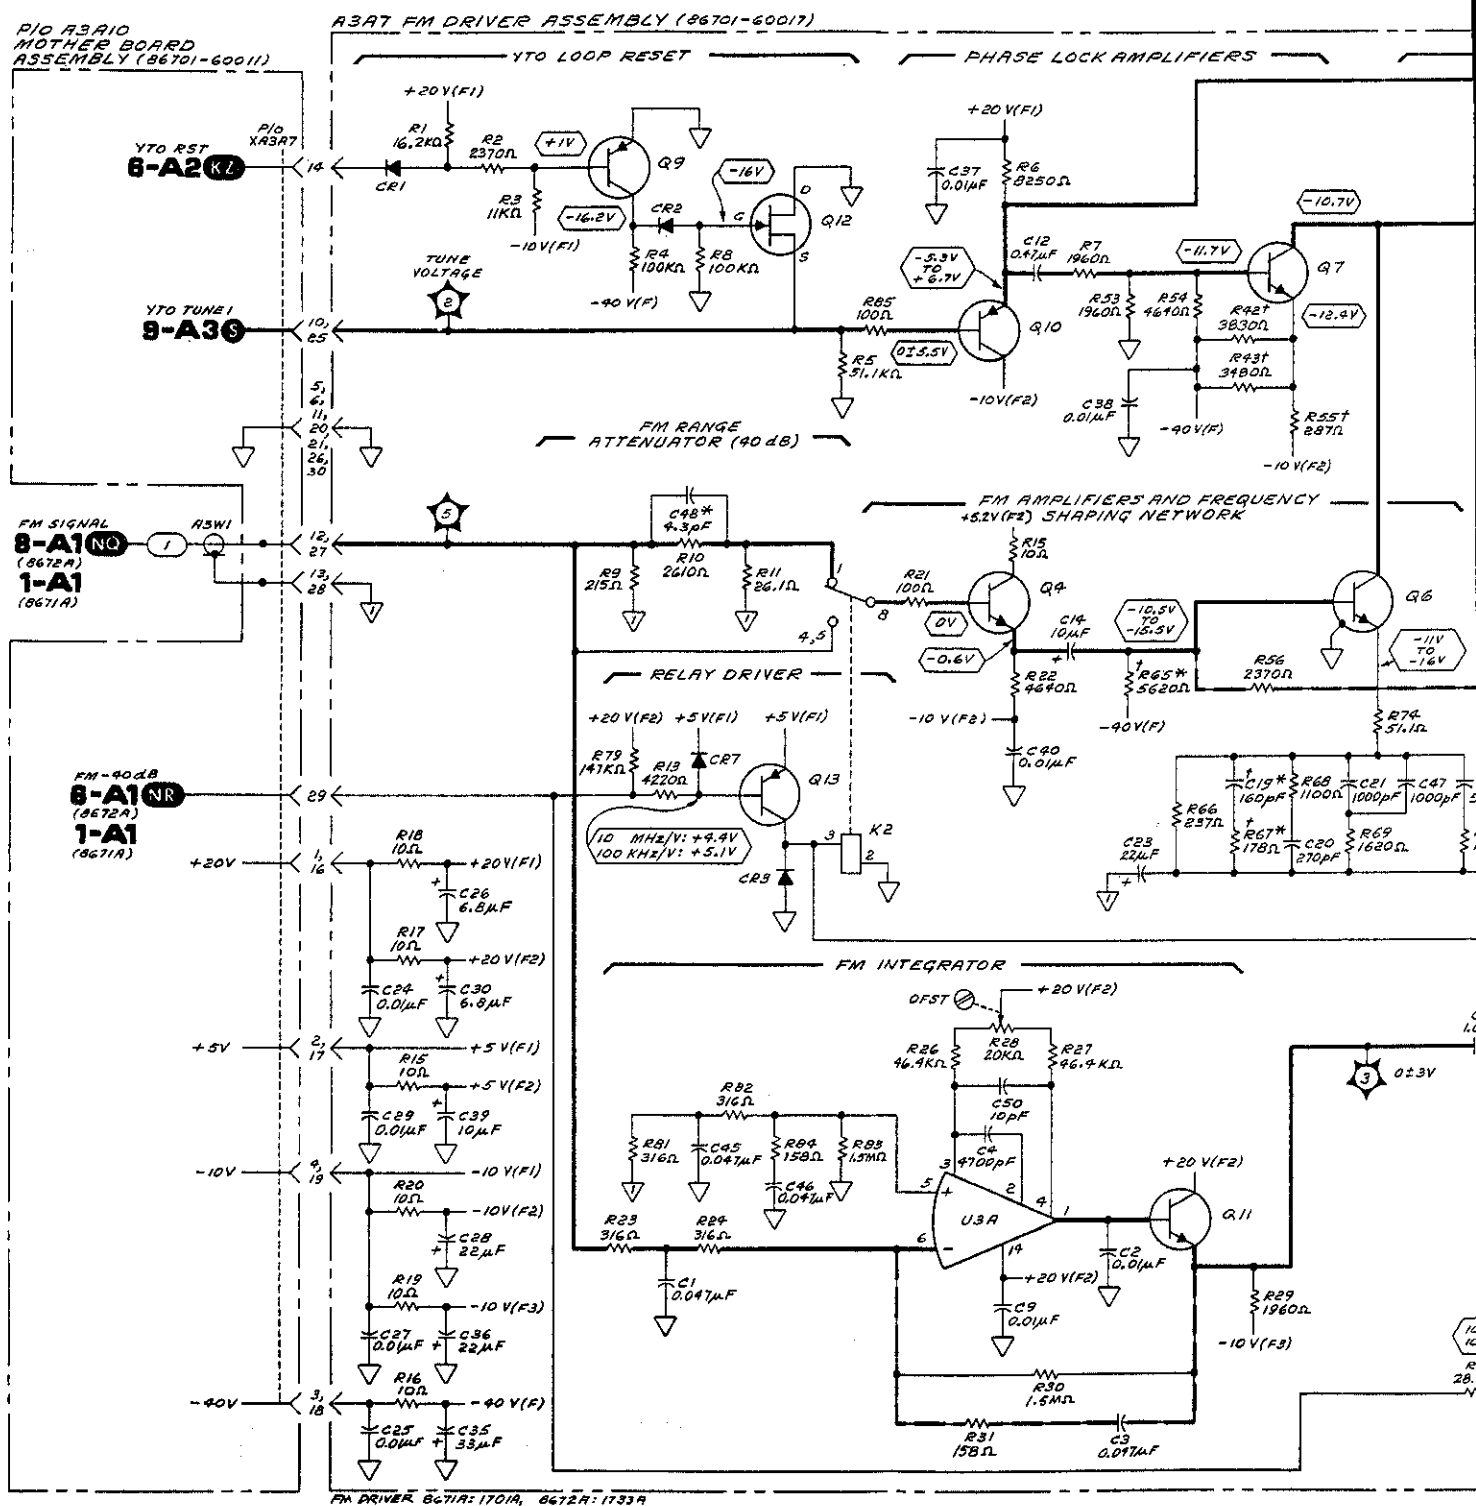 P/O A3A10
MOTHER BOARD
ASSEMBLY (86701-60011)
A3A7 FM DRIVER ASSEMBLY (86701-60017)
YTO LOOP RESET
PHASE LOCK AMPLIFIERS
P/O
XA3A7
YTO RST
6-A2 KZ
14
CR1
+20V(F1)
R1
16.2KΩ
R2
2370Ω
+1V
R3
11KΩ
-10V(F1)
Q9
-16.2V
CR2
R4
100KΩ
-40V(F)
R8
100KΩ
-16V
G
D
S
Q12
+20V(F1)
C37
0.01μF
R6
8250Ω
-5.3V
TO
+6.7V
C12
0.47μF
R7
1960Ω
R53
1960Ω
R54
4640Ω
-11.7V
-10.7V
Q7
-12.4V
R42†
3830Ω
R43†
3480Ω
C38
0.01μF
-40V(F)
R55†
287Ω
-10V(F2)
YTO TUNE1
9-A3 S
10,
25
TUNE
VOLTAGE
2
R85
100Ω
R5
51.1KΩ
0±5.5V
Q10
-10V(F2)
5,
6,
11,
20
21,
26,
30
FM RANGE
ATTENUATOR (40dB)
FM AMPLIFIERS AND FREQUENCY
SHAPING NETWORK
FM SIGNAL
8-A1 NQ
(8672A)
1-A1
(8671A)
1
A3W1
12,
27
13,
28
1
5
C48*
4.3pF
R9
215Ω
R10
2610Ω
R11
26.1Ω
1
1
1
8
4,5
R21
100Ω
0V
+5.2V(F2)
R15
10Ω
Q4
-0.6V
R22
4640Ω
-10V(F2)
C40
0.01μF
C14
10μF
+
-10.5V
TO
-15.5V
†R65*
5620Ω
-40V(F)
R56
2370Ω
Q6
-11V
TO
-16V
R74
51.1Ω
RELAY DRIVER
+20V(F2)
+5V(F1)
+5V(F1)
R79
147KΩ
R13
4220Ω
CR7
Q13
10 MHz/V: +4.4V
100 KHz/V: +5.1V
CR3
K2
3
2
FM-40dB
8-A1 NR
(8672A)
1-A1
(8671A)
29
C23
22μF
+
1
R66
237Ω
†C19*
160pF
†R67*
178Ω
R68
1100Ω
C20
270pF
C21
1000pF
C47
1000pF
R69
1620Ω
+20V
1,
16
R18
10Ω
+20V(F1)
+
C26
6.8μF
R17
10Ω
+20V(F2)
C24
0.01μF
+
C30
6.8μF
+5V
2,
17
+5V(F1)
R15
10Ω
+5V(F2)
C29
0.01μF
+
C39
10μF
-10V
4,
19
-10V(F1)
R20
10Ω
-10V(F2)
+
C28
22μF
R19
10Ω
-10V(F3)
C27
0.01μF
+
C36
22μF
-40V
3,
18
R16
10Ω
-40V(F)
C25
0.01μF
+
C35
33μF
FM INTEGRATOR
OFST
+20V(F2)
R26
46.4KΩ
R28
20KΩ
R27
46.4KΩ
C50
10pF
C4
4700pF
R81
316Ω
1
R82
316Ω
C45
0.047μF
R84
158Ω
C46
0.047μF
R83
1.5MΩ
3
2
4
5
+
6
-
1
14
U3A
+20V(F2)
C9
0.01μF
R23
316Ω
C1
0.047μF
R24
316Ω
C2
0.01μF
Q11
+20V(F2)
R29
1960Ω
-10V(F3)
3
0±3V
R30
1.5MΩ
R31
158Ω
C3
0.047μF
FM DRIVER 8671A: 1701A, 8672A: 1733A